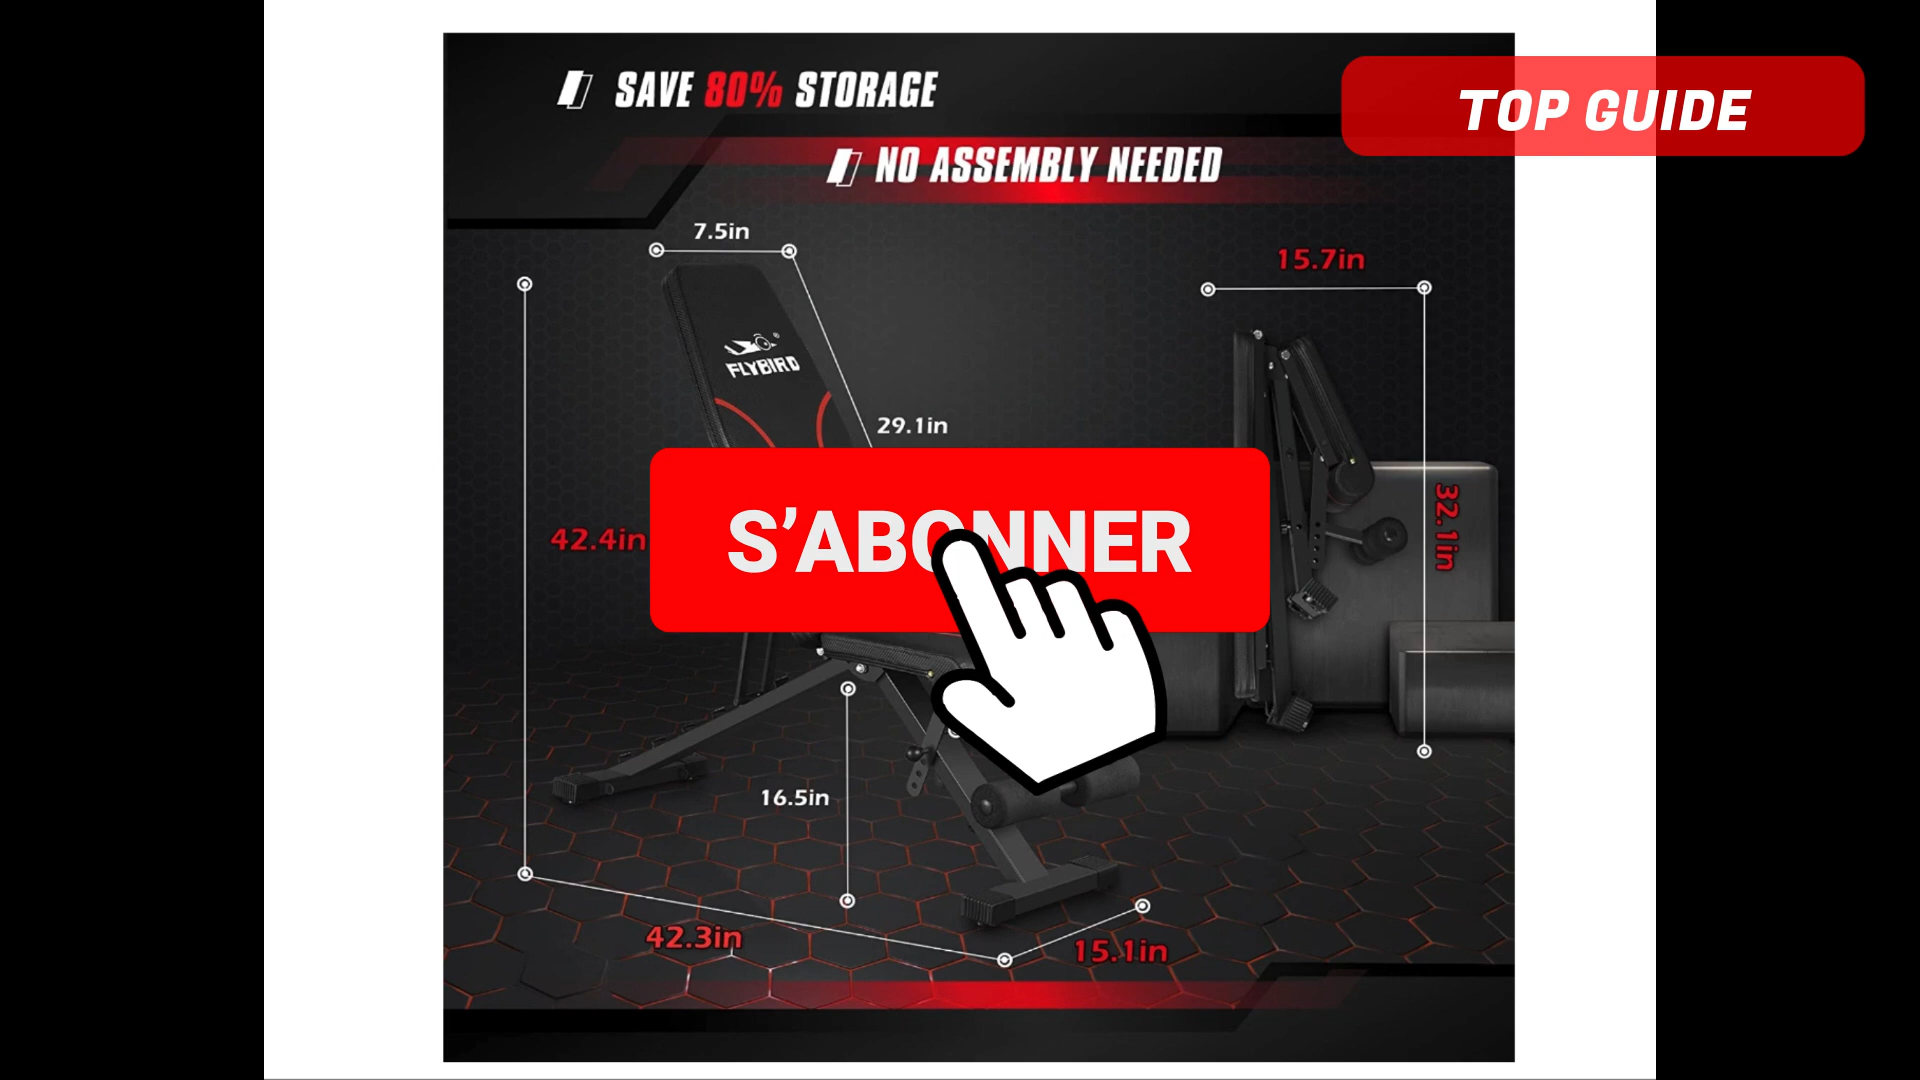 SAVE 80% STORAGE
TOP GUIDE
NO ASSEMBLY NEEDED
7.5in
15.7in
FLYBIRD
29.1in
42.4in
S'ABONNER
32.1in
16.5in
42.3in
15.1in